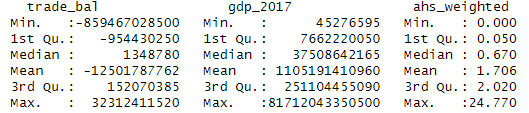 trade_bal gdp_2017 ahs_weighted
Min. :-859467028500 Min. : 45276595 Min. : 0.000
1st Qu.: -954430250 1st Qu.: 7662220050 1st Qu.: 0.050
Median : 1348780 Median : 37508642165 Median : 0.670
Mean : -12501787762 Mean : 1105191410960 Mean : 1.706
3rd Qu.: 152070385 3rd Qu.: 251104455090 3rd Qu.: 2.020
Max. : 32312411520 Max. :81712043350500 Max. :24.770